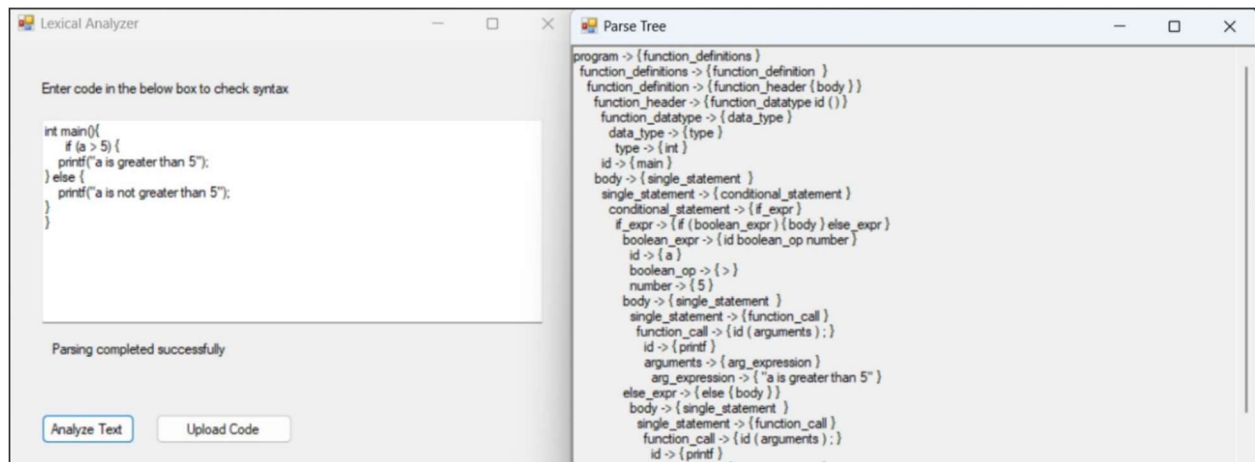 Lexical Analyzer
Enter code in the below box to check syntax
int main(){
if (a > 5) {
printf("a is greater than 5");
} else {
printf("a is not greater than 5");
}
}
Parsing completed successfully
Analyze Text
Upload Code
Parse Tree
program -> { function_definitions }
function_definitions -> { function_definition }
function_definition -> { function_header { body } }
function_header -> { function_datatype id ( ) }
function_datatype -> { data_type }
data_type -> { type }
type -> { int }
id -> { main }
body -> { single_statement }
single_statement -> { conditional_statement }
conditional_statement -> { if_expr }
if_expr -> { if ( boolean_expr ) { body } else_expr }
boolean_expr -> { id boolean_op number }
id -> { a }
boolean_op -> { > }
number -> { 5 }
body -> { single_statement }
single_statement -> { function_call }
function_call -> { id ( arguments ) ; }
id -> { printf }
arguments -> { arg_expression }
arg_expression -> { "a is greater than 5" }
else_expr -> { else { body } }
body -> { single_statement }
single_statement -> { function_call }
function_call -> { id ( arguments ) ; }
id -> { printf }